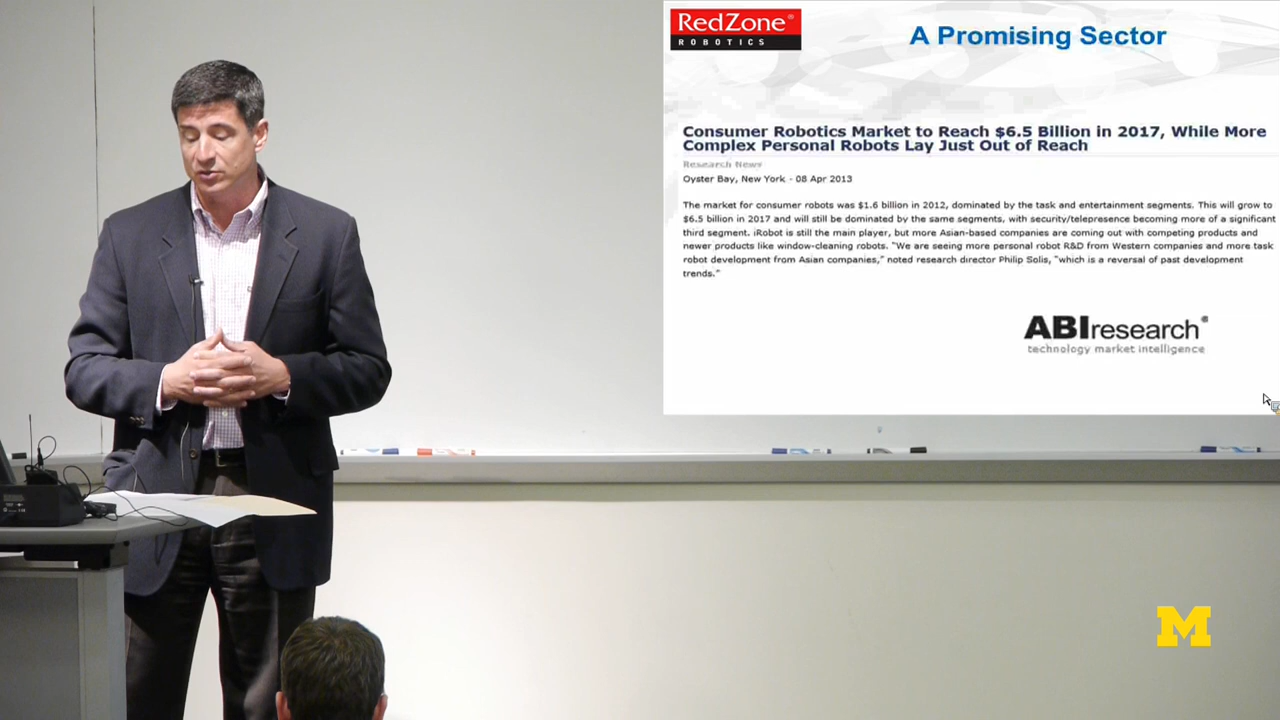 RedZone®
ROBOTICS
A Promising Sector
Consumer Robotics Market to Reach $6.5 Billion in 2017, While More
Complex Personal Robots Lay Just Out of Reach
Research News
Oyster Bay, New York - 08 Apr 2013
The market for consumer robots was $1.6 billion in 2012, dominated by the task and entertainment segments. This will grow to
$6.5 billion in 2017 and will still be dominated by the same segments, with security/telepresence becoming more of a significant
third segment. iRobot is still the main player, but more Asian-based companies are coming out with competing products and
newer products like window-cleaning robots. "We are seeing more personal robot R&D from Western companies and more task
robot development from Asian companies," noted research director Philip Solis, "which is a reversal of past development
trends."
ABIresearch®
technology market intelligence
M